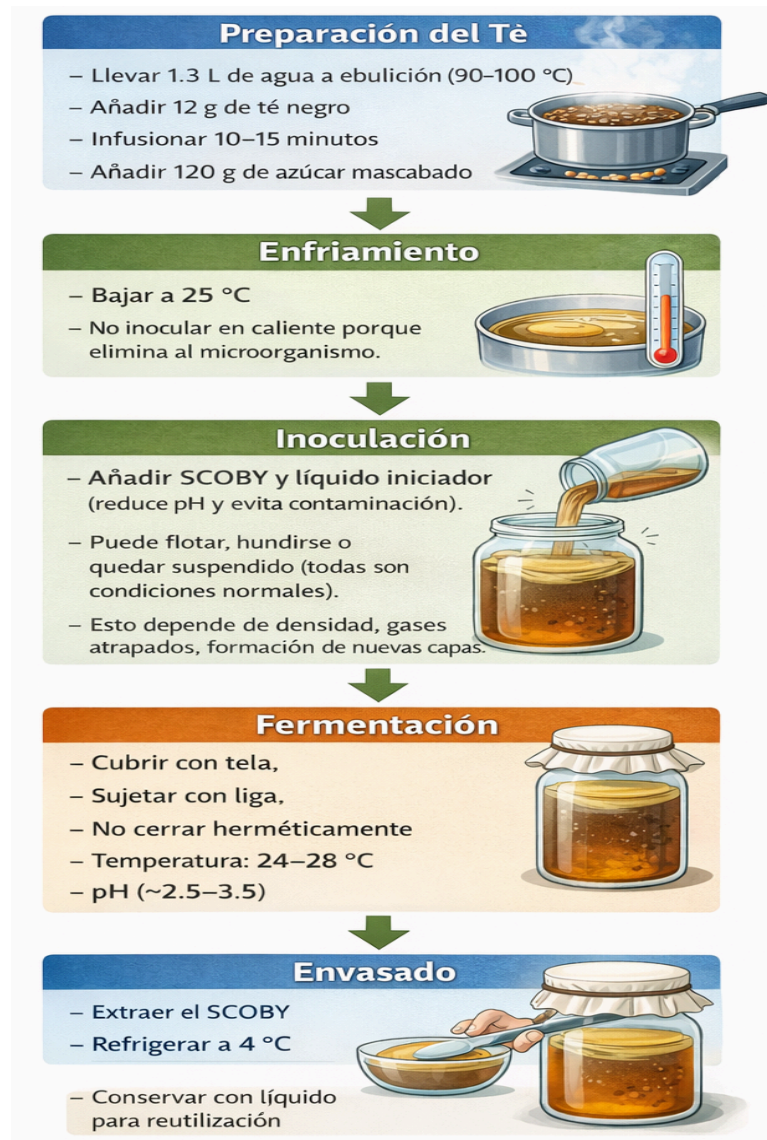 Preparación del Tè
– Llevar 1.3 L de agua a ebulición (90–100 °C)
– Añadir 12 g de té negro
– Infusionar 10–15 minutos
– Añadir 120 g de azúcar mascabado
Enfriamiento
– Bajar a 25 °C
– No inocular en caliente porque
elimina al microorganismo.
Inoculación
– Añadir SCOBY y líquido iniciador
(reduce pH y evita contaminación).
– Puede flotar, hundirse o
quedar suspendido (todas son
condiciones normales).
– Esto depende de densidad, gases
atrapados, formación de nuevas capas.
Fermentación
– Cubrir con tela,
– Sujetar con liga,
– No cerrar herméticamente
– Temperatura: 24–28 °C
– pH (~2.5–3.5)
Envasado
– Extraer el SCOBY
– Refrigerar a 4 °C
– Conservar con líquido
para reutilización